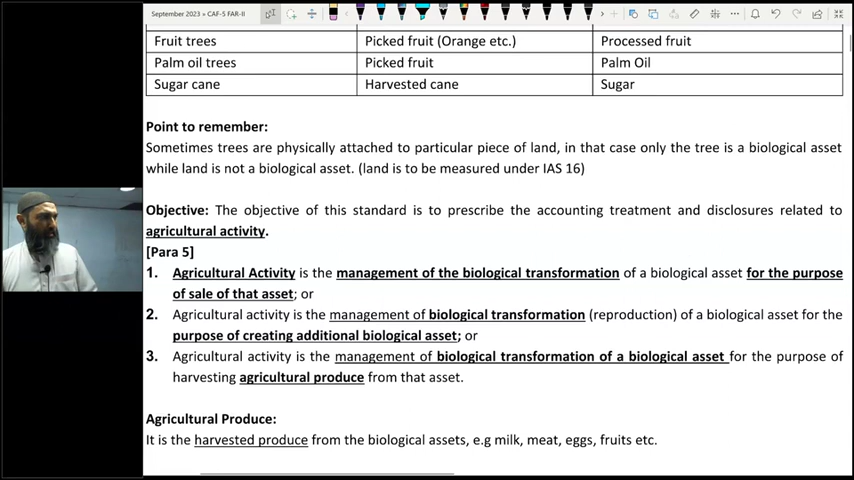 September 2023 » CAF-5 FAR-II
Fruit trees Picked fruit (Orange etc.) Processed fruit
Palm oil trees Picked fruit Palm Oil
Sugar cane Harvested cane Sugar
Point to remember:
Sometimes trees are physically attached to particular piece of land, in that case only the tree is a biological asset
while land is not a biological asset. (land is to be measured under IAS 16)
Objective: The objective of this standard is to prescribe the accounting treatment and disclosures related to
agricultural activity.
[Para 5]
1. Agricultural Activity is the management of the biological transformation of a biological asset for the purpose
of sale of that asset; or
2. Agricultural activity is the management of biological transformation (reproduction) of a biological asset for the
purpose of creating additional biological asset; or
3. Agricultural activity is the management of biological transformation of a biological asset for the purpose of
harvesting agricultural produce from that asset.
Agricultural Produce:
It is the harvested produce from the biological assets, e.g milk, meat, eggs, fruits etc.